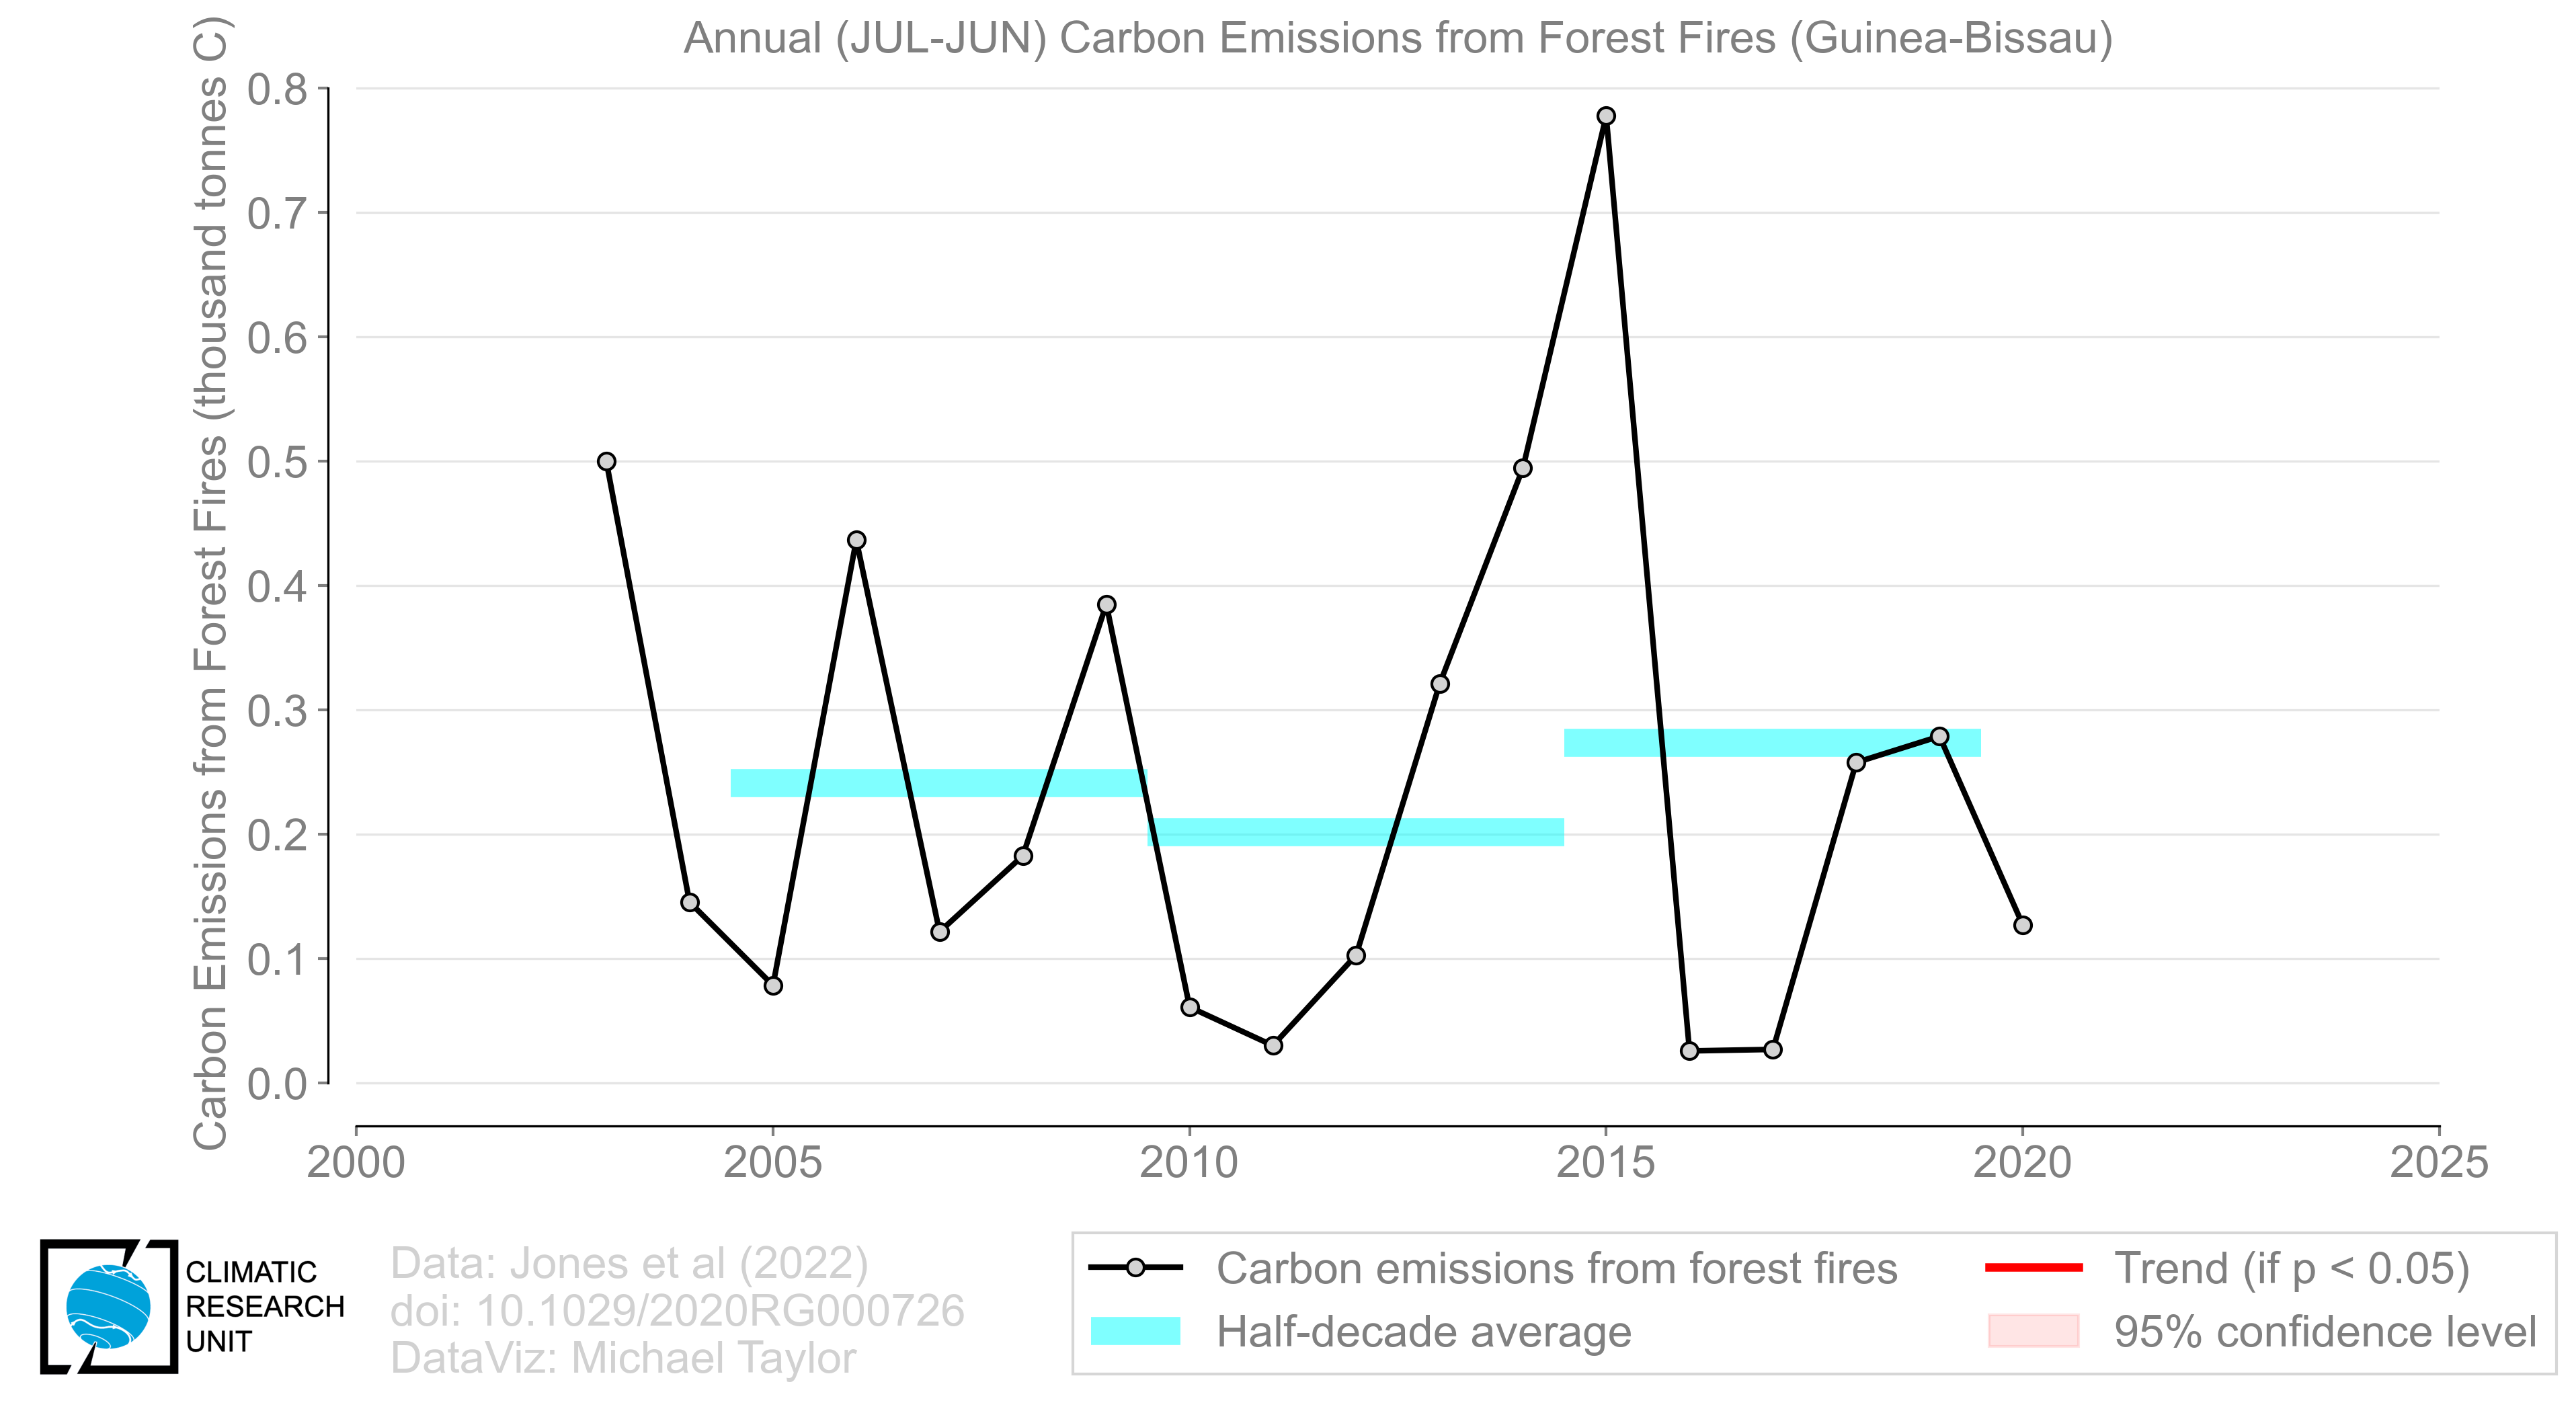 Annual (JUL-JUN) Carbon Emissions from Forest Fires (Guinea-Bissau)
Carbon Emissions from Forest Fires (thousand tonnes C)
0.8
0.7
0.6
0.5
0.4
0.3
0.2
0.1
0.0
2000 2005 2010 2015 2020 2025
CLIMATIC
RESEARCH
UNIT
Data: Jones et al (2022)
doi: 10.1029/2020RG000726
DataViz: Michael Taylor
Carbon emissions from forest fires
Half-decade average
Trend (if p < 0.05)
95% confidence level